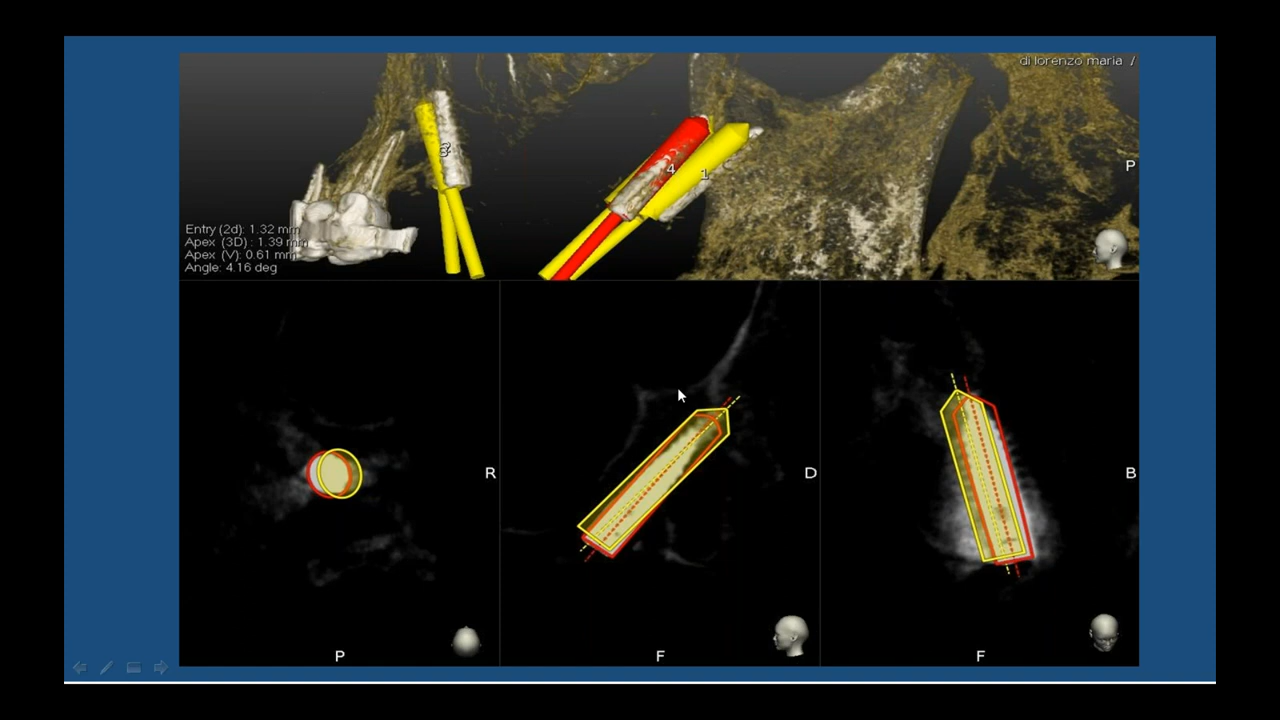 di lorenzo maria /
P
3
4
1
Entry (2d): 1.32 mm
Apex (3D) : 1.39 mm
Apex (V): 0.61 mm
Angle: 4.16 deg
R
D
B
P
F
F